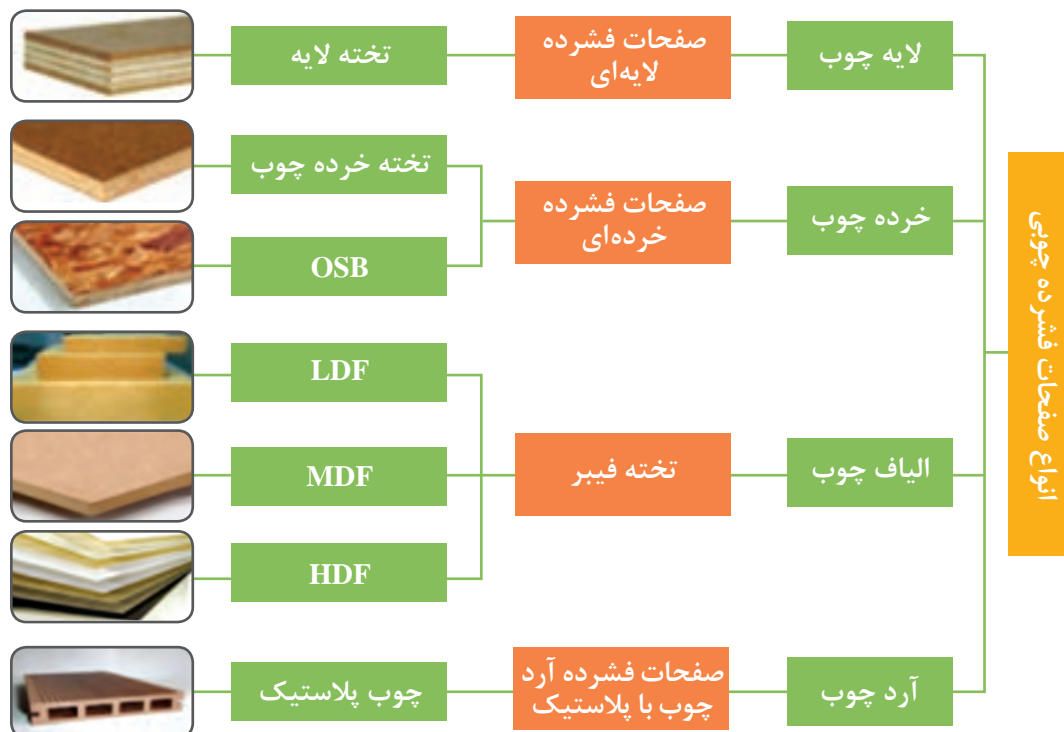 انواع صفحات فشرده چوبی
لایه چوب
صفحات فشرده
لایه‌ای
تخته لایه
خرده چوب
صفحات فشرده
خرده‌ای
تخته خرده چوب
OSB
الیاف چوب
تخته فیبر
LDF
MDF
HDF
آرد چوب
صفحات فشرده آرد
چوب با پلاستیک
چوب پلاستیک